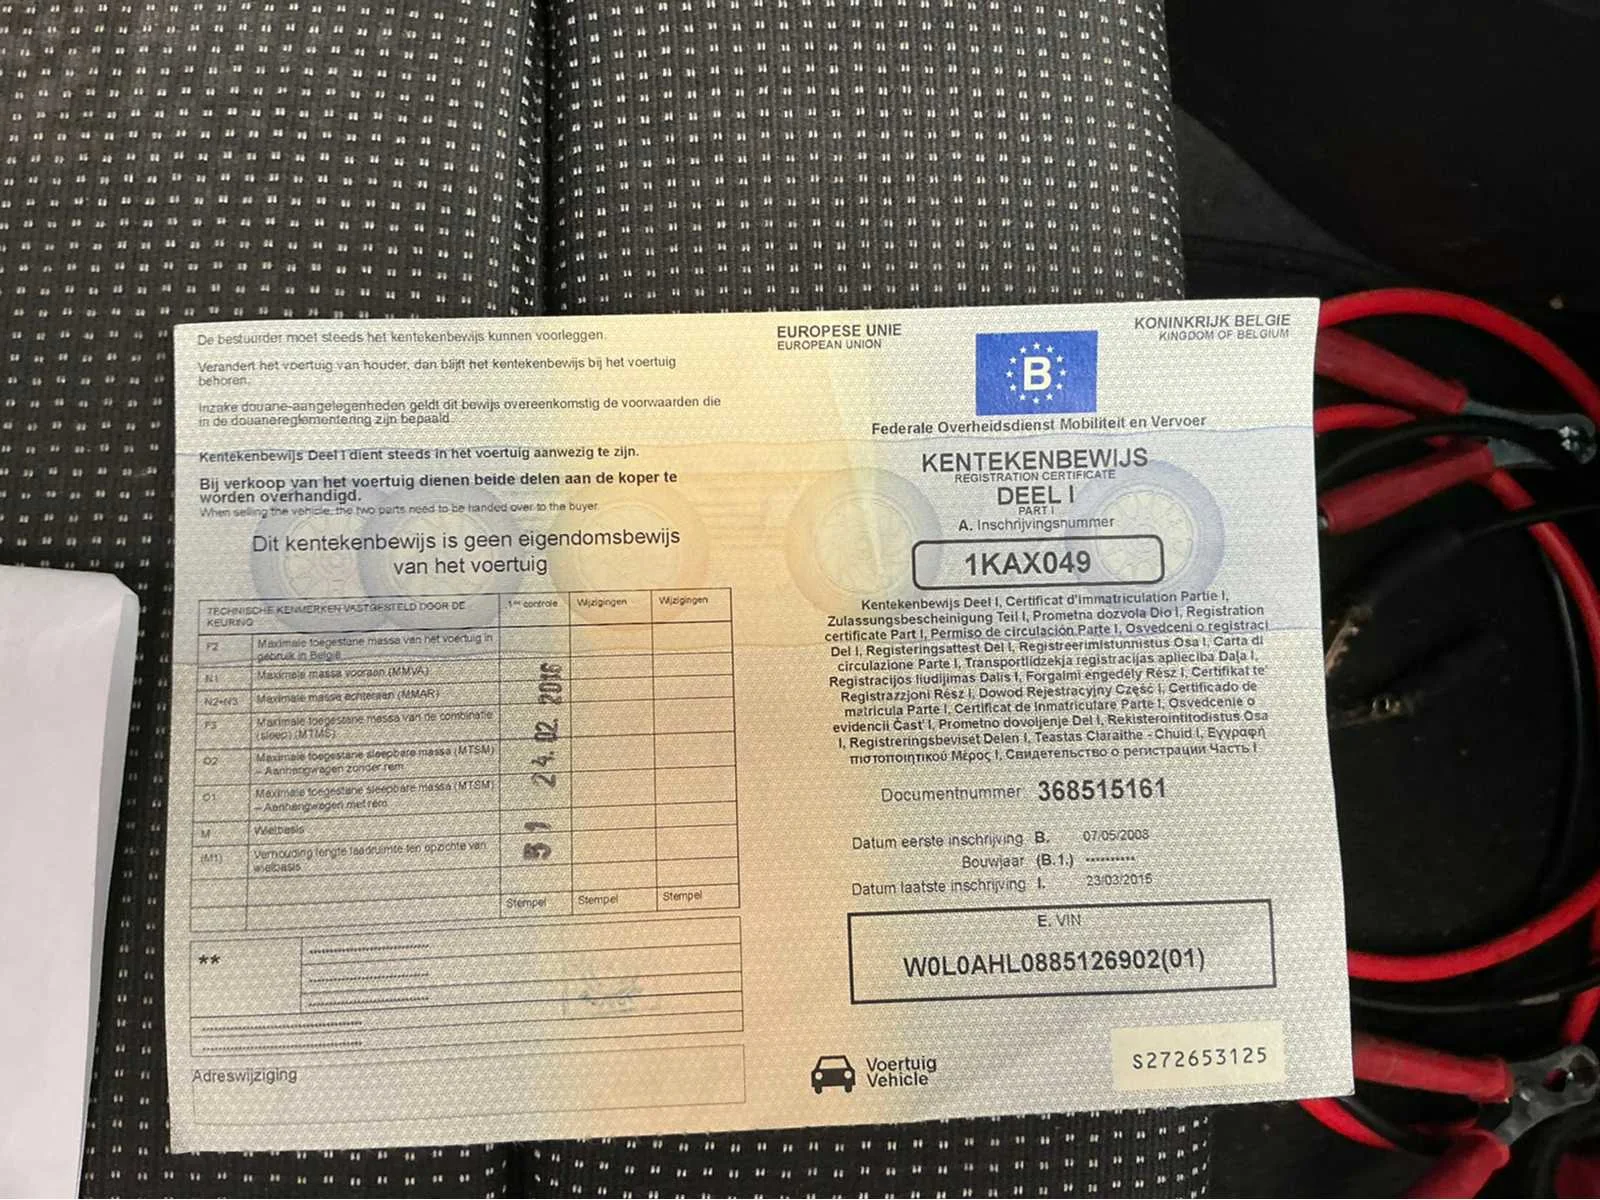 De bestuurder moet steeds het kentekenbewijs kunnen voorleggen.
Verandert het voertuig van houder, dan blijft het kentekenbewijs bij het voertuig
behoren.
Inzake douane-aangelegenheden geldt dit bewijs overeenkomstig de voorwaarden die
in de douanereglementering zijn bepaald.
Kentekenbewijs Deel I dient steeds in het voertuig aanwezig te zijn.
Bij verkoop van het voertuig dienen beide delen aan de koper te
worden overhandigd.
When selling the vehicle, the two parts need to be handed over to the buyer.
Dit kentekenbewijs is geen eigendomsbewijs
van het voertuig
TECHNISCHE KENMERKEN VASTGESTELD DOOR DE
KEURING
1ste controle
Wijzigingen
Wijzigingen
F2 Maximale toegestane massa van het voertuig in
gebruik in België
N1 Maximale massa vooraan (MMVA)
N2+N3 Maximale massa achteraan (MMAR)
F3 Maximale toegestane massa van de combinatie
(sleep) (MTMS)
O2 Maximale toegestane sleepbare massa (MTSM)
– Aanhangwagen zonder rem
O1 Maximale toegestane sleepbare massa (MTSM)
– Aanhangwagen met rem
M Wielbasis
(M1) Verhouding lengte laadruimte ten opzichte van
wielbasis
24. 02. 2016
Stempel
Stempel
Stempel
**
Adreswijziging
EUROPESE UNIE
EUROPEAN UNION
B
KONINKRIJK BELGIE
KINGDOM OF BELGIUM
Federale Overheidsdienst Mobiliteit en Vervoer
KENTEKENBEWIJS
REGISTRATION CERTIFICATE
DEEL I
PART I
A. Inschrijvingsnummer
1KAX049
Kentekenbewijs Deel I, Certificat d'immatriculation Partie I,
Zulassungsbescheinigung Teil I, Prometna dozvola Dio I, Registration
certificate Part I, Permiso de circulación Parte I, Osvedceni o registraci
Del I, Registeringsattest Del I, Registreerimistunnistus Osa I, Carta di
circulazione Parte I, Transportlidzekja registracijas aplieciba Daļa I,
Registracijos liudijimas Dalis I, Forgalmi engedely Rész I, Certifikat te'
Registrazzjoni Rész I, Dowod Rejestracyjny Część I, Certificado de
matricula Parte I, Certificat de Inmatriculare Parte I, Osvedcenie o
evidencii Čast' I, Prometno dovoljenje Del I, Rekisterointitodistus Osa
I, Registreringsbeviset Delen I, Teastas Claraithe - Chuid I, Εγγραφή
πιστοποιητικού Μέρος I, Свидетельство о регистрации Часть I
Documentnummer 368515161
Datum eerste inschrijving B. 07/05/2008
Bouwjaar (B.1.) **********
Datum laatste inschrijving I. 23/03/2015
E. VIN
W0L0AHL0885126902(01)
Voertuig
Vehicle
S272653125